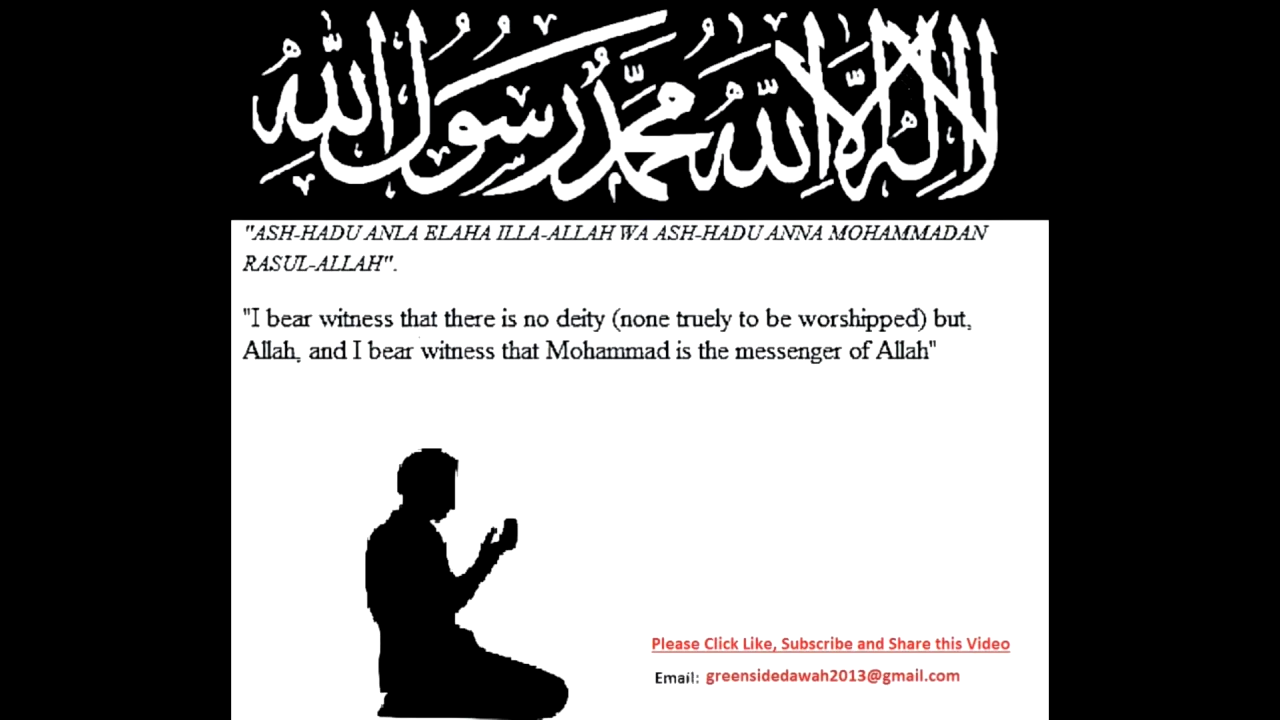 لا إله إلا الله محمد رسول الله
"ASH-HADU ANLA ELAHA ILLA-ALLAH WA ASH-HADU ANNA MOHAMMADAN
RASUL-ALLAH".
"I bear witness that there is no deity (none truely to be worshipped) but,
Allah, and I bear witness that Mohammad is the messenger of Allah"
Please Click Like, Subscribe and Share this Video
Email: greensidedawah2013@gmail.com